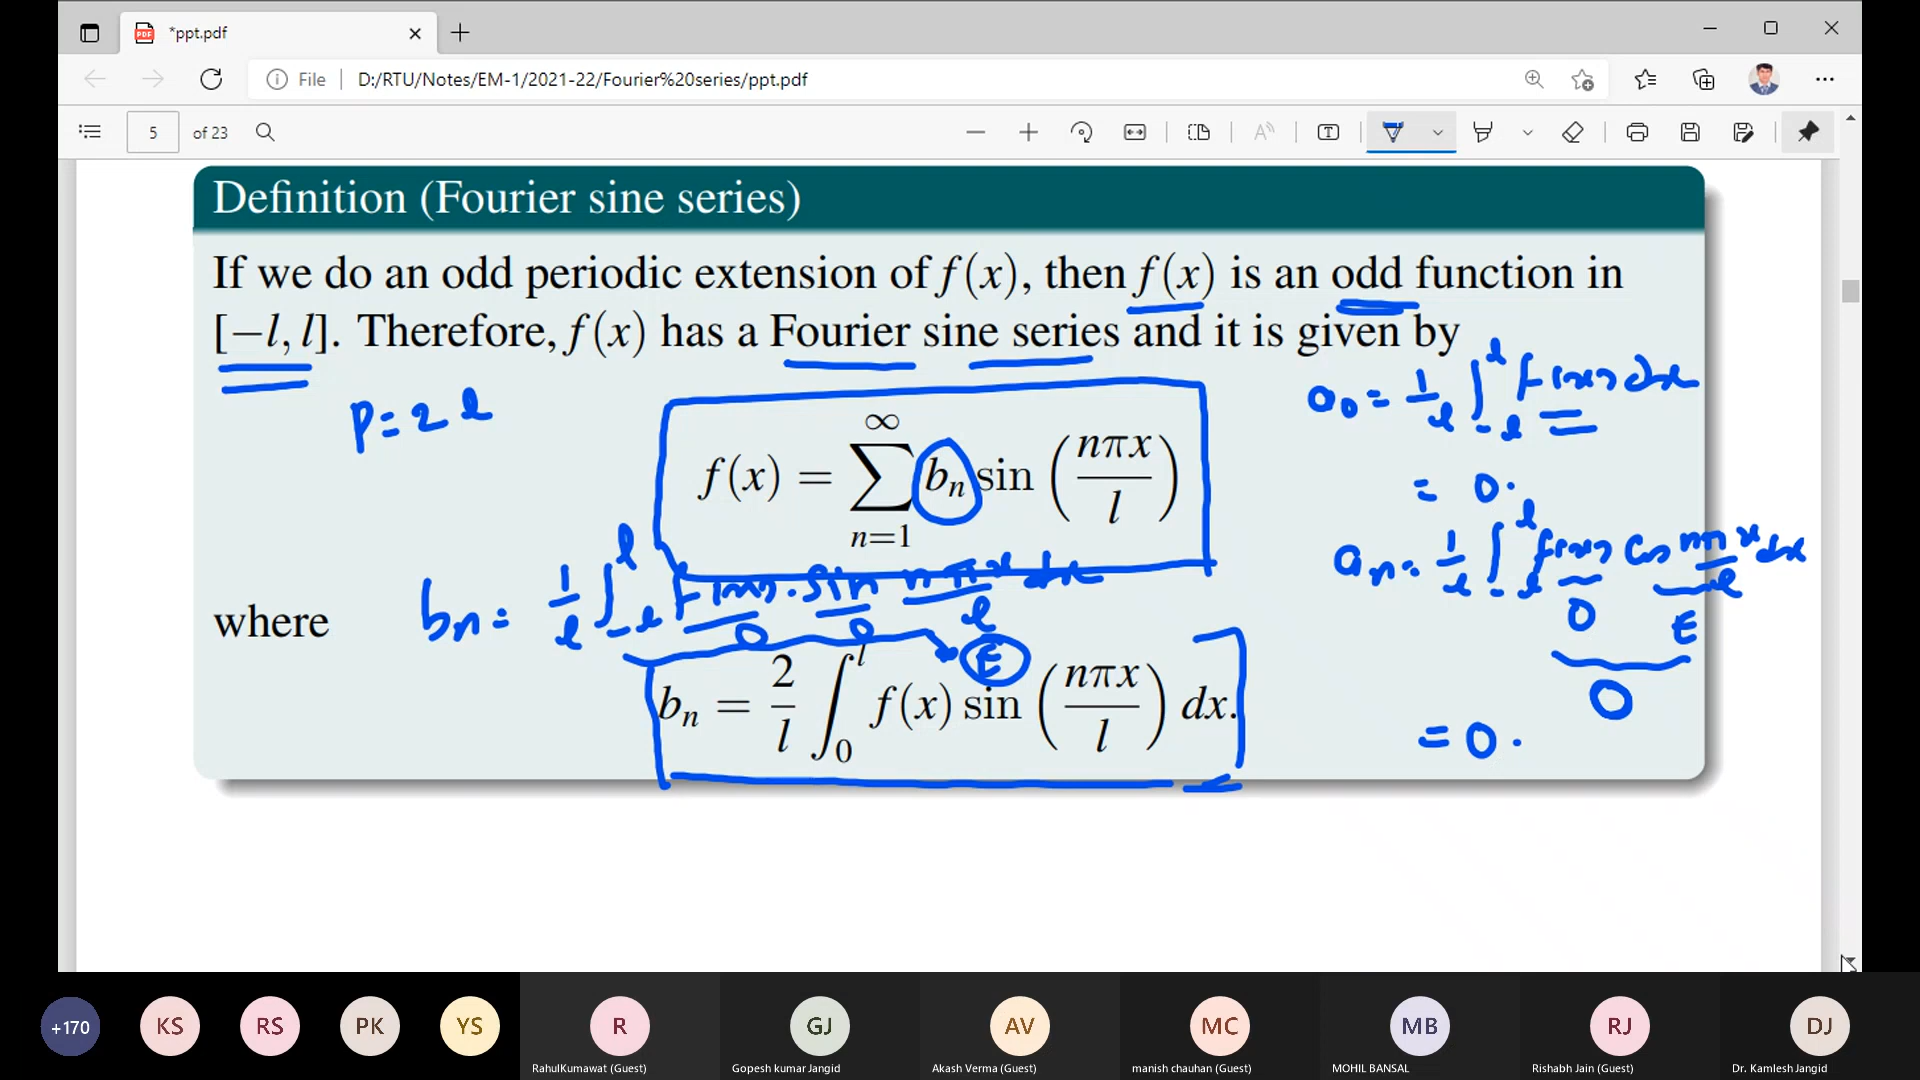 *ppt.pdf
File
D:/RTU/Notes/EM-1/2021-22/Fourier%20series/ppt.pdf
5 of 23
Definition (Fourier sine series)
If we do an odd periodic extension of f(x), then f(x) is an odd function in
[−l, l]. Therefore, f(x) has a Fourier sine series and it is given by
P = 2l
a₀ = 1/l ∫_{-l}^{l} f(x) dx
= 0.
f(x) = ∑_{n=1}^{∞} bₙ sin (nπx/l)
aₙ = 1/l ∫_{-l}^{l} f(x) cos nπx/l dx
O E
O
= 0.
where
bₙ = 1/l ∫_{-l}^{l} f(x) . sin nπx/l dx
O O E
bₙ = 2/l ∫_0^l f(x) sin (nπx/l) dx.
+170 KS RS PK YS R GJ AV MC MB RJ DJ
RahulKumawat (Guest) Gopesh kumar Jangid Akash Verma (Guest) manish chauhan (Guest) MOHIL BANSAL Rishabh Jain (Guest) Dr. Kamlesh Jangid